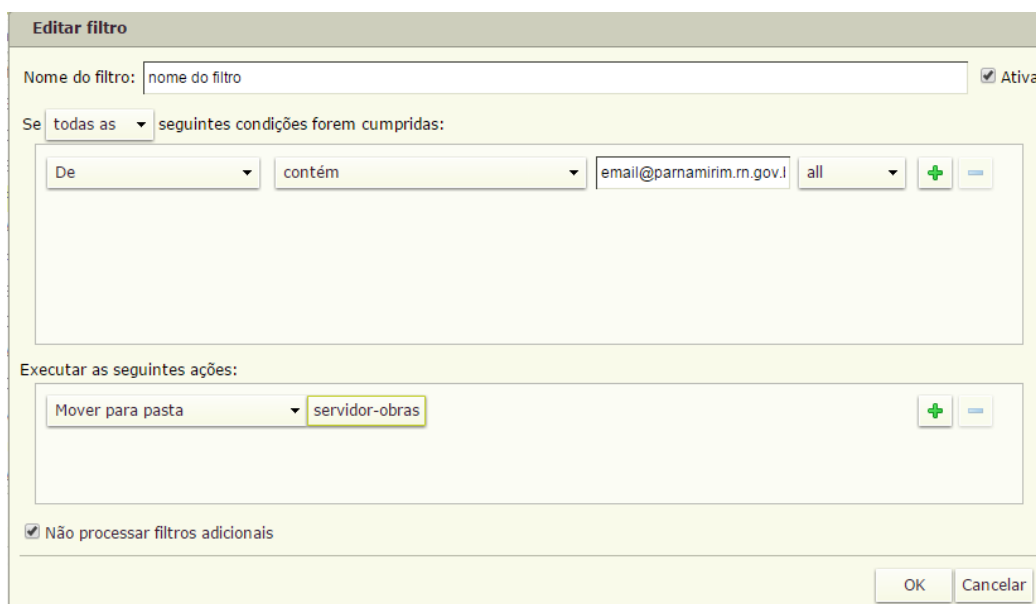 Editar filtro
Nome do filtro: nome do filtro Ativa
Se todas as seguintes condições forem cumpridas:
De contém email@parnamirim.rn.gov.l all
Executar as seguintes ações:
Mover para pasta servidor-obras
Não processar filtros adicionais
OK Cancelar